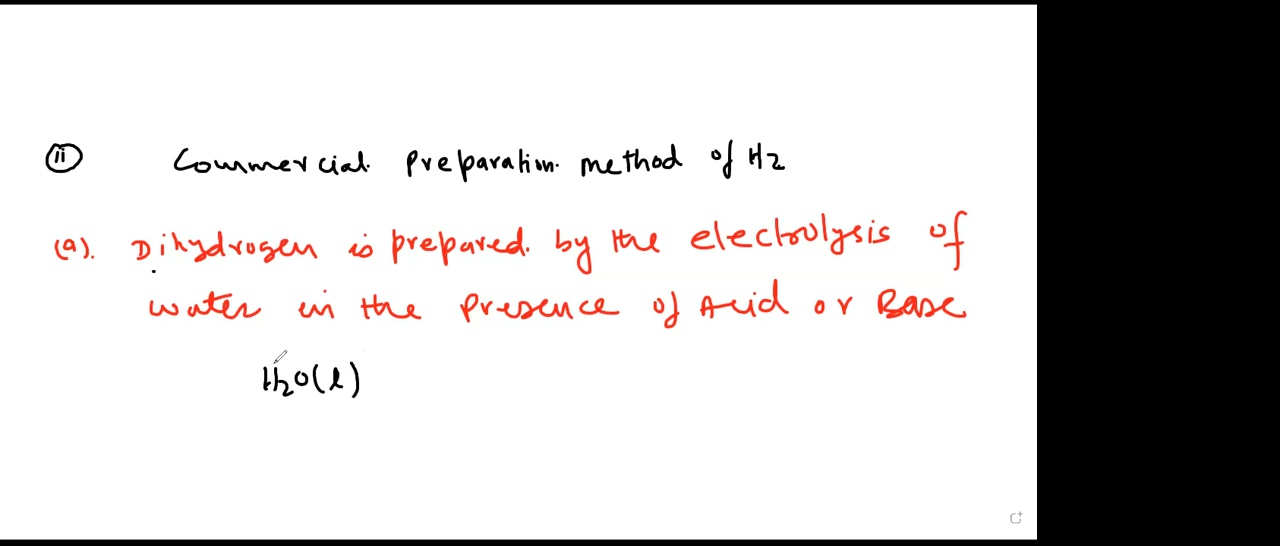 (ii) Commercial. Preparation. method of H2
(a). Dihydrogen is prepared. by the electrolysis of
water in the presence of Acid or Base
H2O(l)